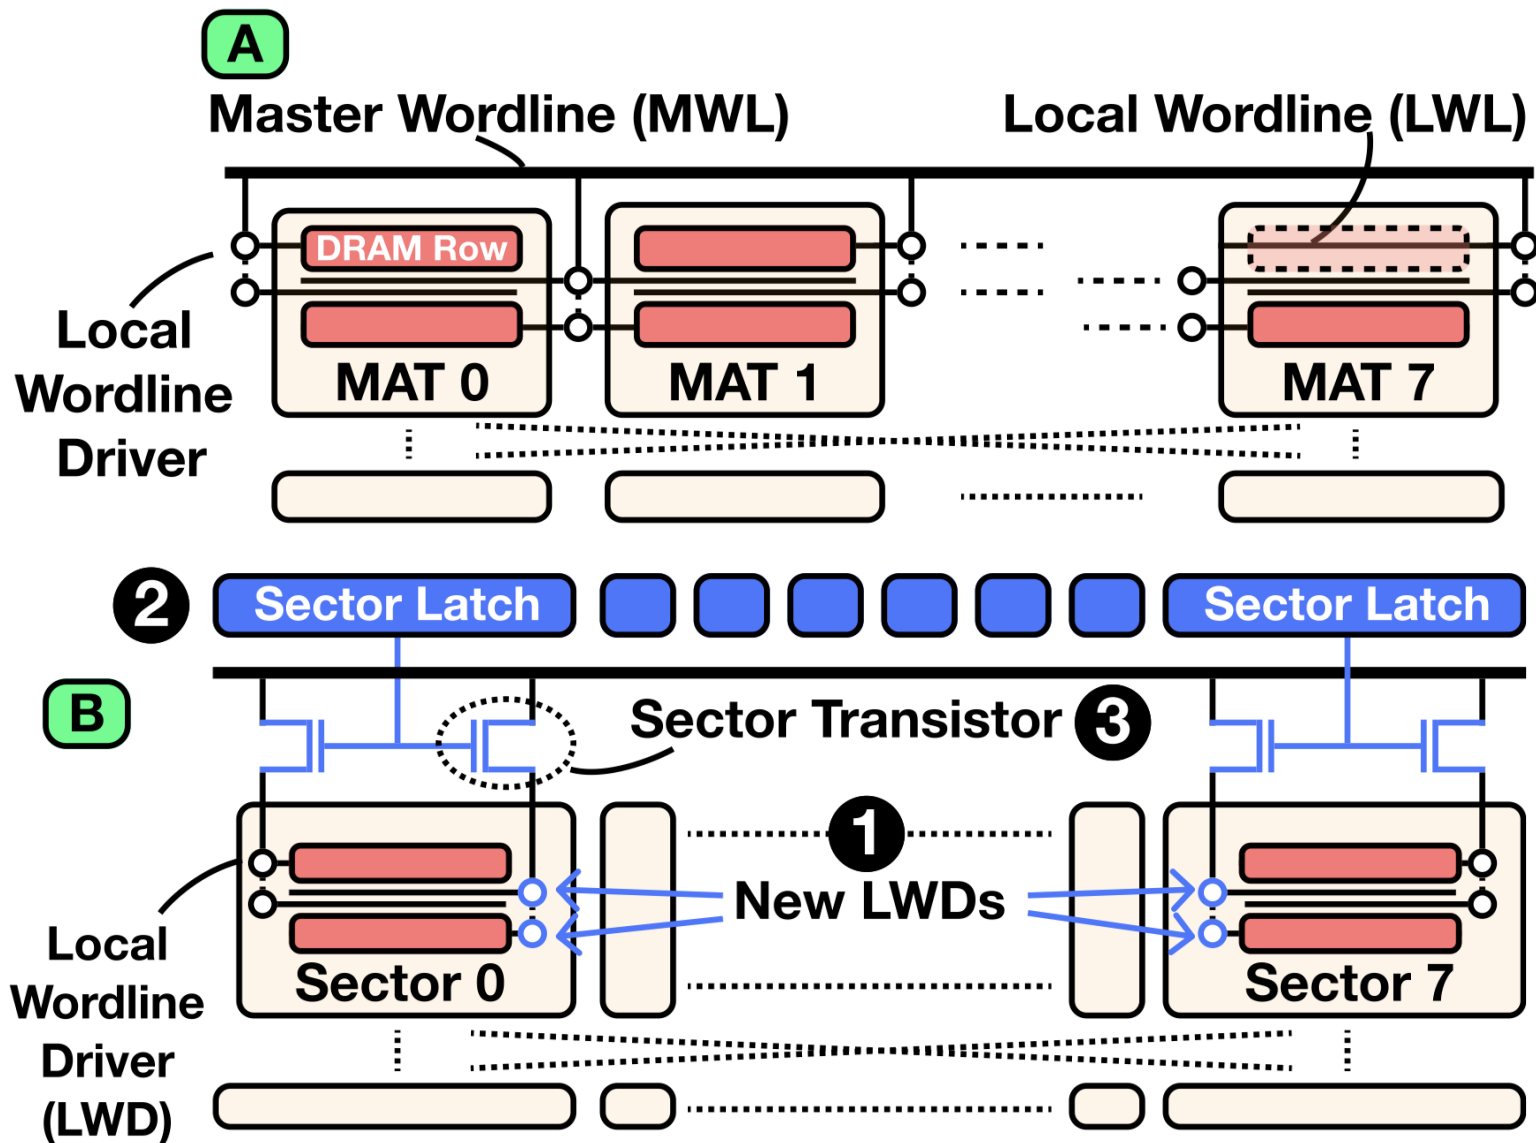 A
Master Wordline (MWL)
Local Wordline (LWL)
DRAM Row
Local
Wordline
Driver
MAT 0
MAT 1
MAT 7
2
Sector Latch
Sector Latch
B
Sector Transistor
3
1
New LWDs
Local
Wordline
Driver
(LWD)
Sector 0
Sector 7